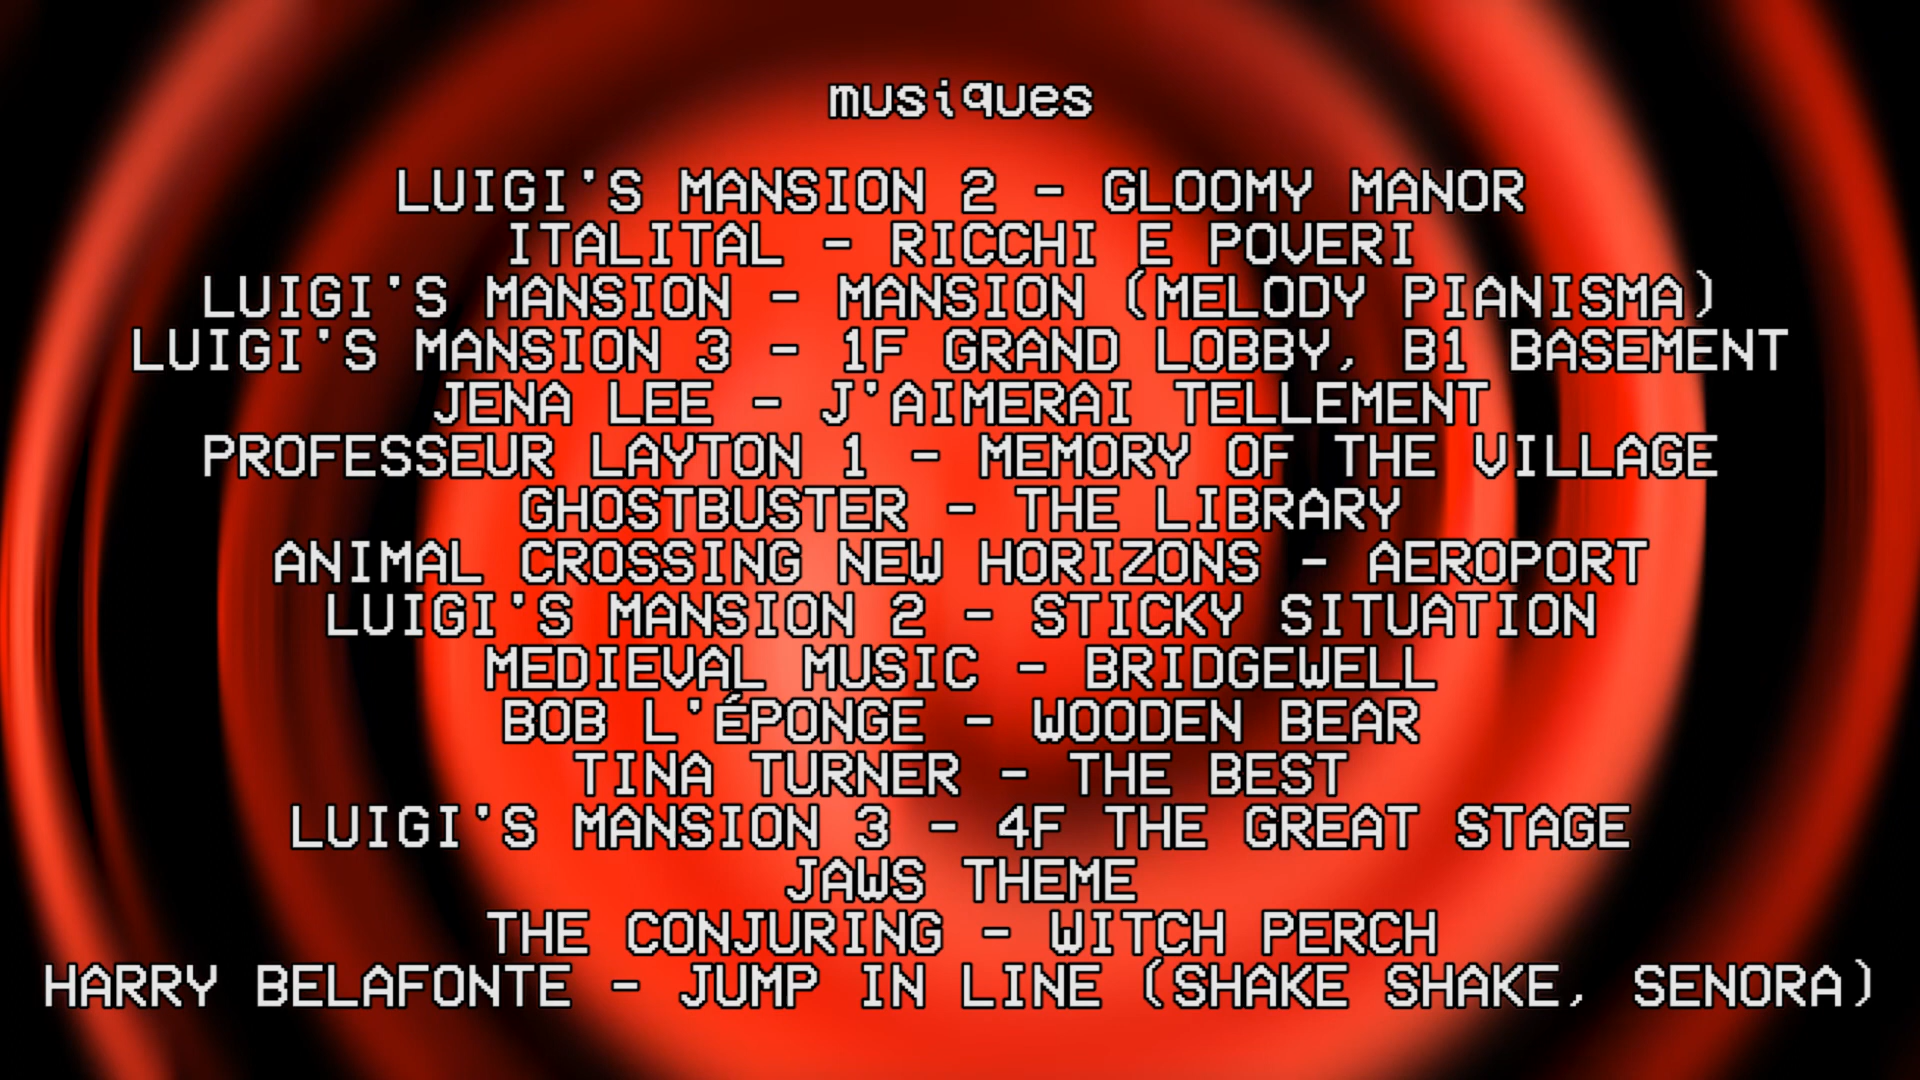 musiques
LUIGI'S MANSION 2 - GLOOMY MANOR
ITALITAL - RICCHI E POVERI
LUIGI'S MANSION - MANSION (MELODY PIANISMA)
LUIGI'S MANSION 3 - 1F GRAND LOBBY, B1 BASEMENT
JENA LEE - J'AIMERAI TELLEMENT
PROFESSEUR LAYTON 1 - MEMORY OF THE VILLAGE
GHOSTBUSTER - THE LIBRARY
ANIMAL CROSSING NEW HORIZONS - AEROPORT
LUIGI'S MANSION 2 - STICKY SITUATION
MEDIEVAL MUSIC - BRIDGEWELL
BOB L'ÉPONGE - WOODEN BEAR
TINA TURNER - THE BEST
LUIGI'S MANSION 3 - 4F THE GREAT STAGE
JAWS THEME
THE CONJURING - WITCH PERCH
HARRY BELAFONTE - JUMP IN LINE (SHAKE SHAKE, SENORA)